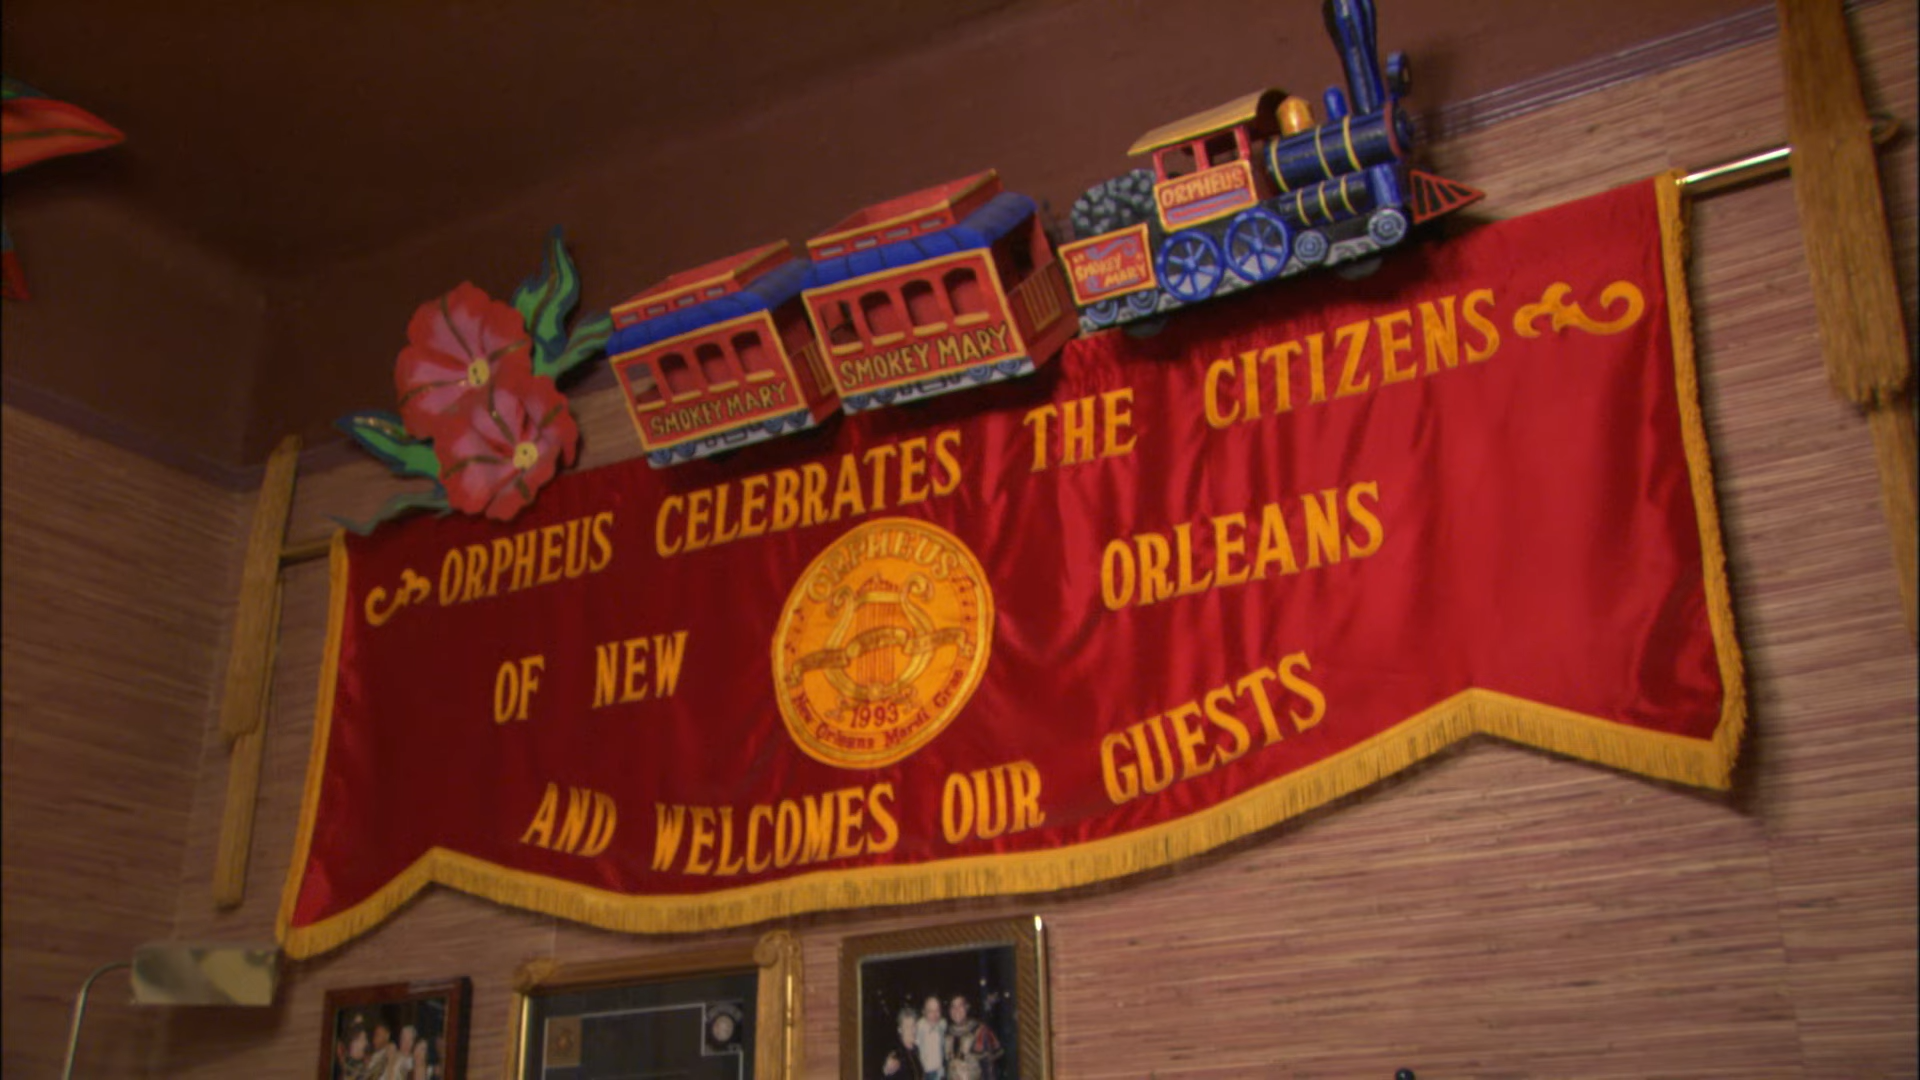 ORPHEUS
SMOKEY MARY
SMOKEY MARY
SMOKEY MARY
ORPHEUS CELEBRATES THE CITIZENS
OF NEW ORLEANS
AND WELCOMES OUR GUESTS
ORPHEUS
1993
New Orleans Mardi Gras